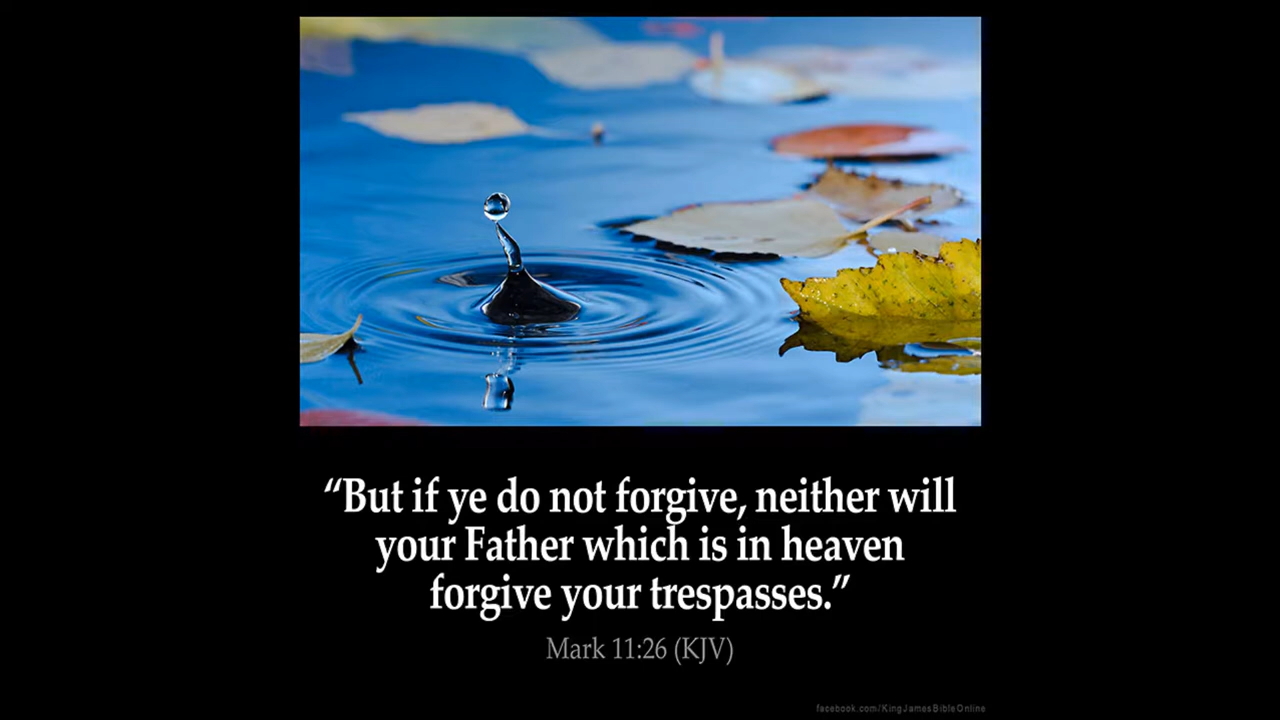 “But if ye do not forgive, neither will
your Father which is in heaven
forgive your trespasses.”
Mark 11:26 (KJV)
facebook.com/KingJamesBibleOnline